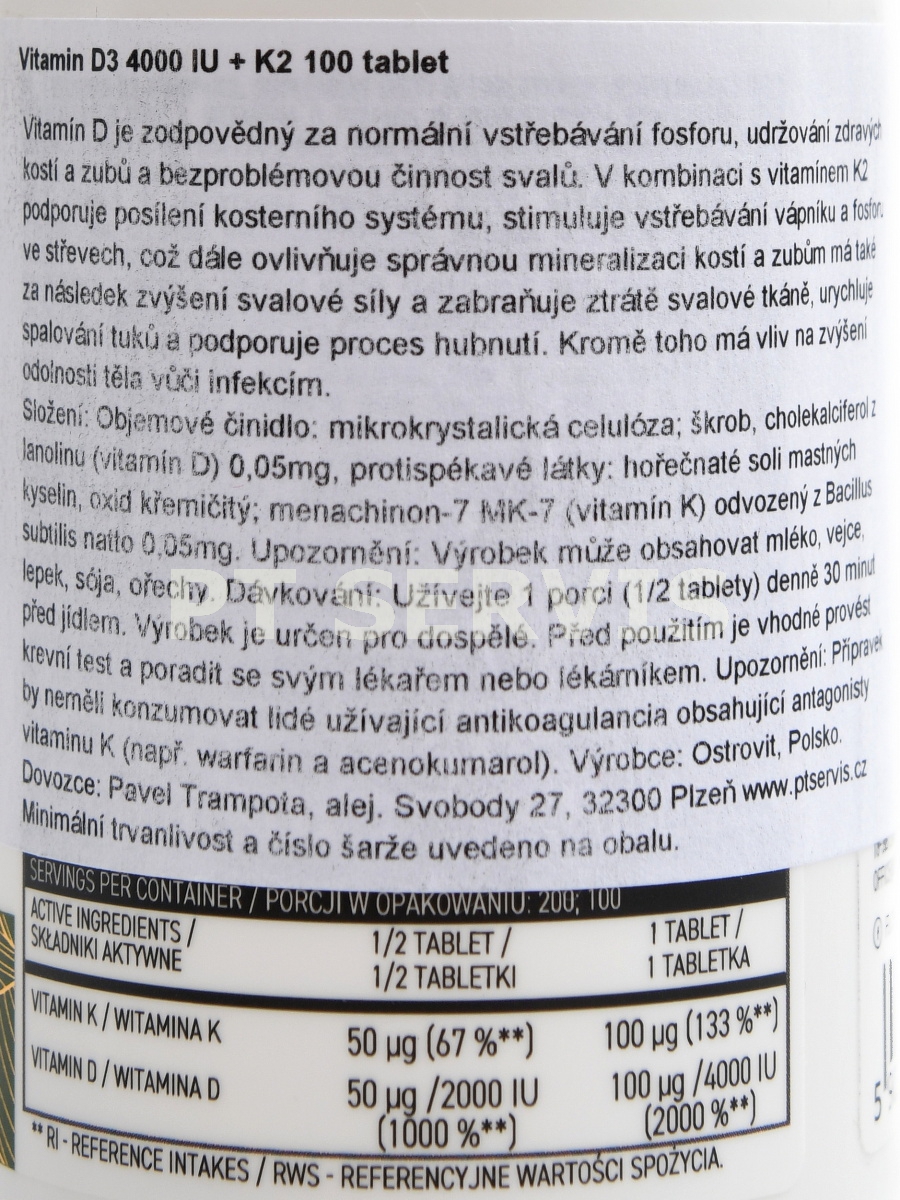 Vitamin D3 4000 IU + K2 100 tablet
Vitamín D je zodpovědný za normální vstřebávání fosforu, udržování zdravých
kostí a zubů a bezproblémovou činnost svalů. V kombinaci s vitamínem K2
podporuje posílení kosterního systému, stimuluje vstřebávání vápníku a fosforu
ve střevech, což dále ovlivňuje správnou mineralizaci kostí a zubům má také
za následek zvýšení svalové síly a zabraňuje ztrátě svalové tkáně, urychluje
spalování tuků a podporuje proces hubnutí. Kromě toho má vliv na zvýšení
odolnosti těla vůči infekcím.
Složení: Objemové činidlo: mikrokrystalická celulóza; škrob, cholekalciferol z
lanolinu (vitamín D) 0,05mg, protispékavé látky: hořečnaté soli mastných
kyselin, oxid křemičitý; menachinon-7 MK-7 (vitamín K) odvozený z Bacillus
subtilis natto 0,05mg. Upozornění: Výrobek může obsahovat mléko, vejce,
lepek, sója, ořechy. Dávkování: Užívejte 1 porci (1/2 tablety) denně 30 minut
PT SERVIS
před jídlem. Výrobek je určen pro dospělé. Před použitím je vhodné provést
krevní test a poradit se svým lékařem nebo lékárníkem. Upozornění: Přípravek
by neměli konzumovat lidé užívající antikoagulancia obsahující antagonisty
vitaminu K (např. warfarin a acenokumarol). Výrobce: Ostrovit, Polsko.
Dovozce: Pavel Trampota, alej. Svobody 27, 32300 Plzeň www.ptservis.cz
Minimální trvanlivost a číslo šarže uvedeno na obalu.
SERVINGS PER CONTAINER / PORCJI W OPAKOWANIU: 200; 100
ACTIVE INGREDIENTS / 1/2 TABLET / 1 TABLET /
SKŁADNIKI AKTYWNE 1/2 TABLETKI 1 TABLETKA
VITAMIN K / WITAMINA K 50 µg (67 %**) 100 µg (133 %**)
VITAMIN D / WITAMINA D 50 µg /2000 IU 100 µg /4000 IU
(1000 %**) (2000 %**)
** RI - REFERENCE INTAKES / RWS - REFERENCYJNE WARTOŚCI SPOŻYCIA.